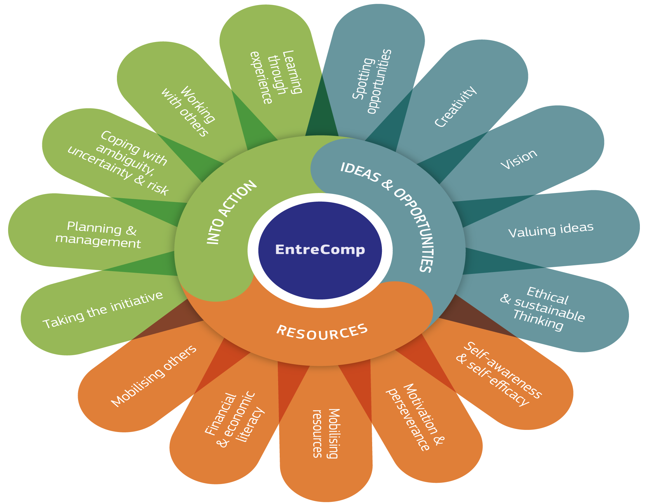 EntreComp
IDEAS & OPPORTUNITIES
Spotting
opportunities
Creativity
Vision
Valuing ideas
Ethical
& sustainable
Thinking
RESOURCES
Self-awareness
& self-efficacy
Motivation &
perseverance
Mobilising
resources
Financial
& economic
literacy
Mobilising others
INTO ACTION
Taking the initiative
Planning &
management
Coping with
ambiguity,
uncertainty & risk
Working
with others
Learning
through
experience